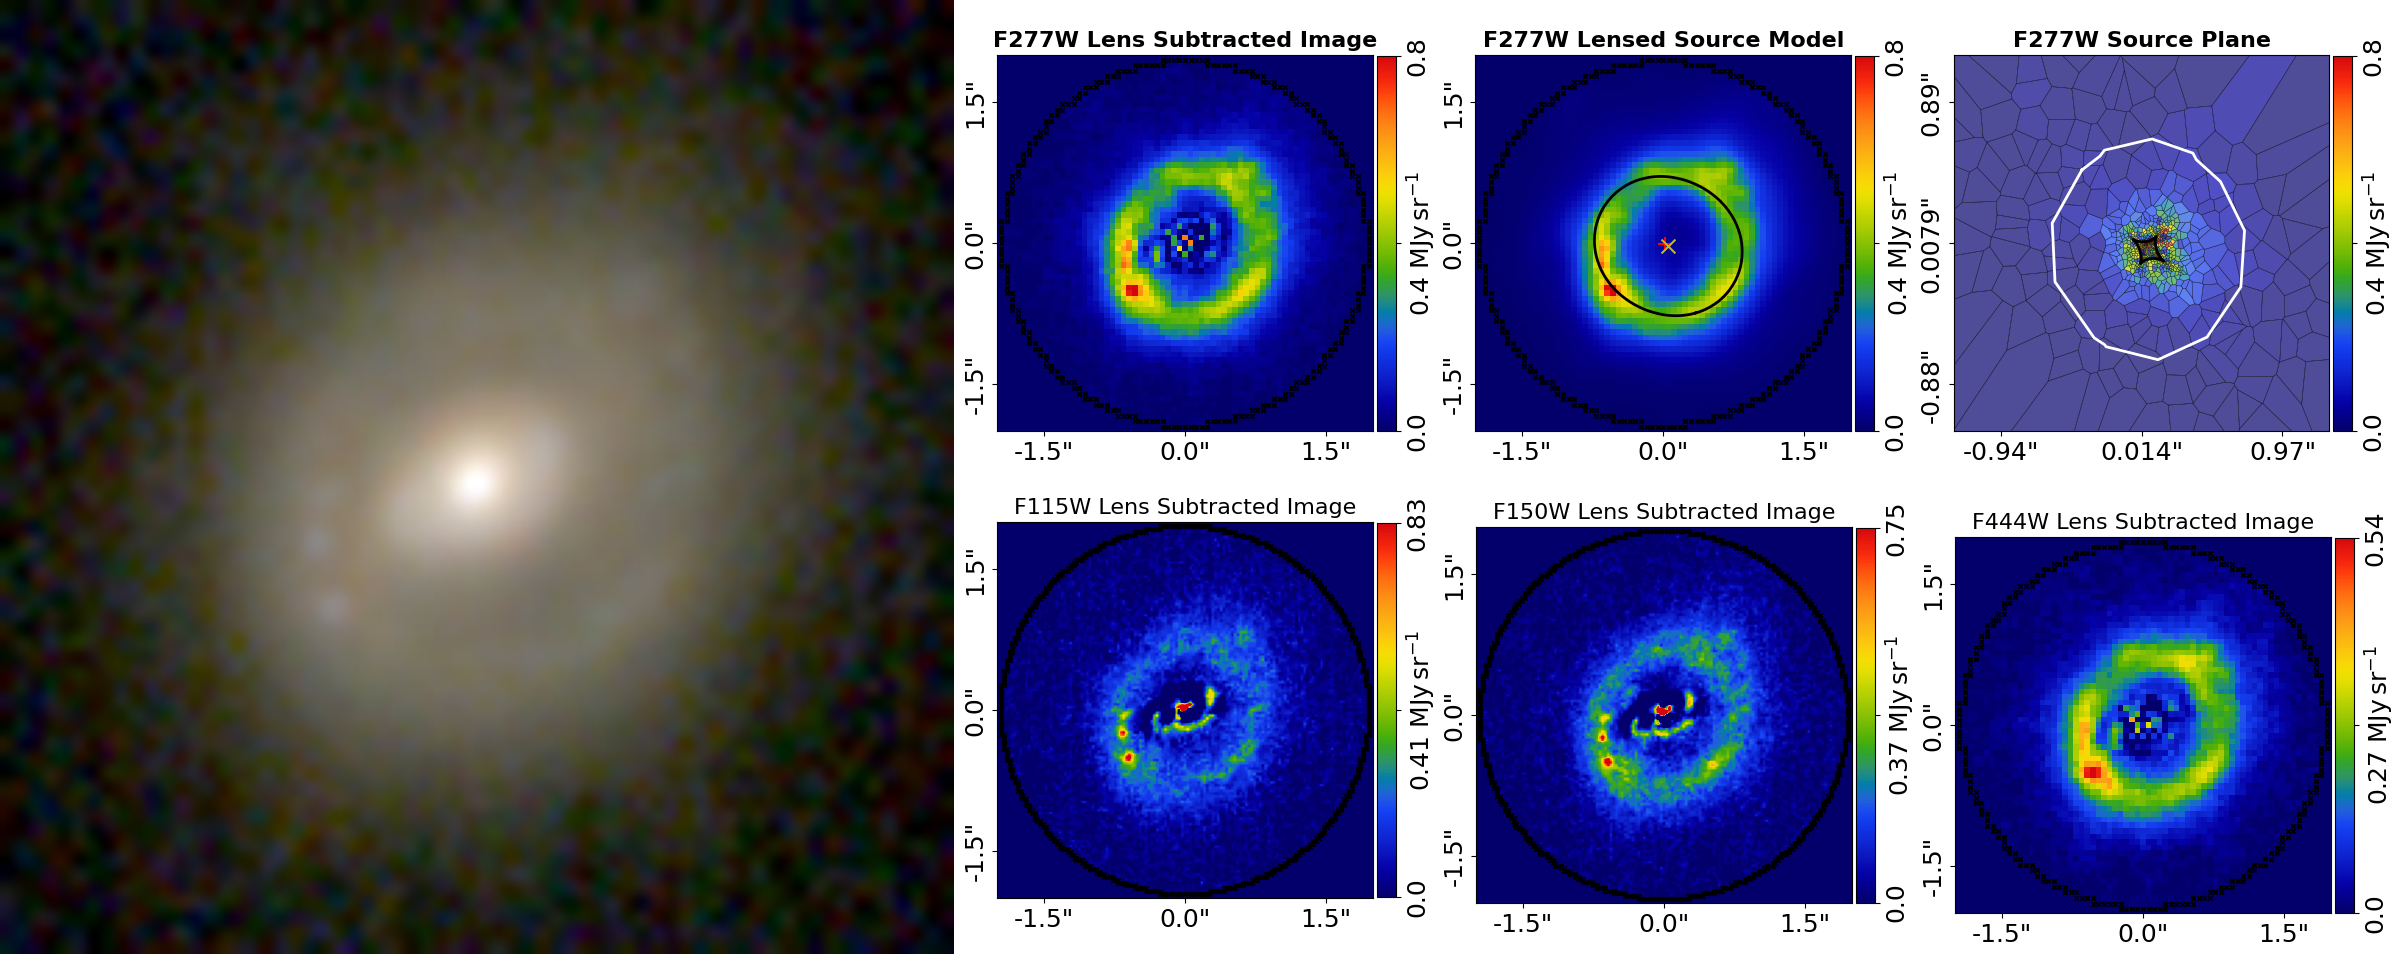 F277W Lens Subtracted Image
1.5"
0.0"
-1.5"
-1.5" 0.0" 1.5"
0.8
0.4 MJy sr⁻¹
0.0
F277W Lensed Source Model
1.5"
0.0"
-1.5"
-1.5" 0.0" 1.5"
0.8
0.4 MJy sr⁻¹
0.0
F277W Source Plane
0.89"
0.0079"
-0.88"
-0.94" 0.014" 0.97"
0.8
0.4 MJy sr⁻¹
0.0
F115W Lens Subtracted Image
1.5"
0.0"
-1.5"
-1.5" 0.0" 1.5"
0.83
0.41 MJy sr⁻¹
0.0
F150W Lens Subtracted Image
1.5"
0.0"
-1.5"
-1.5" 0.0" 1.5"
0.75
0.37 MJy sr⁻¹
0.0
F444W Lens Subtracted Image
1.5"
0.0"
-1.5"
-1.5" 0.0" 1.5"
0.54
0.27 MJy sr⁻¹
0.0